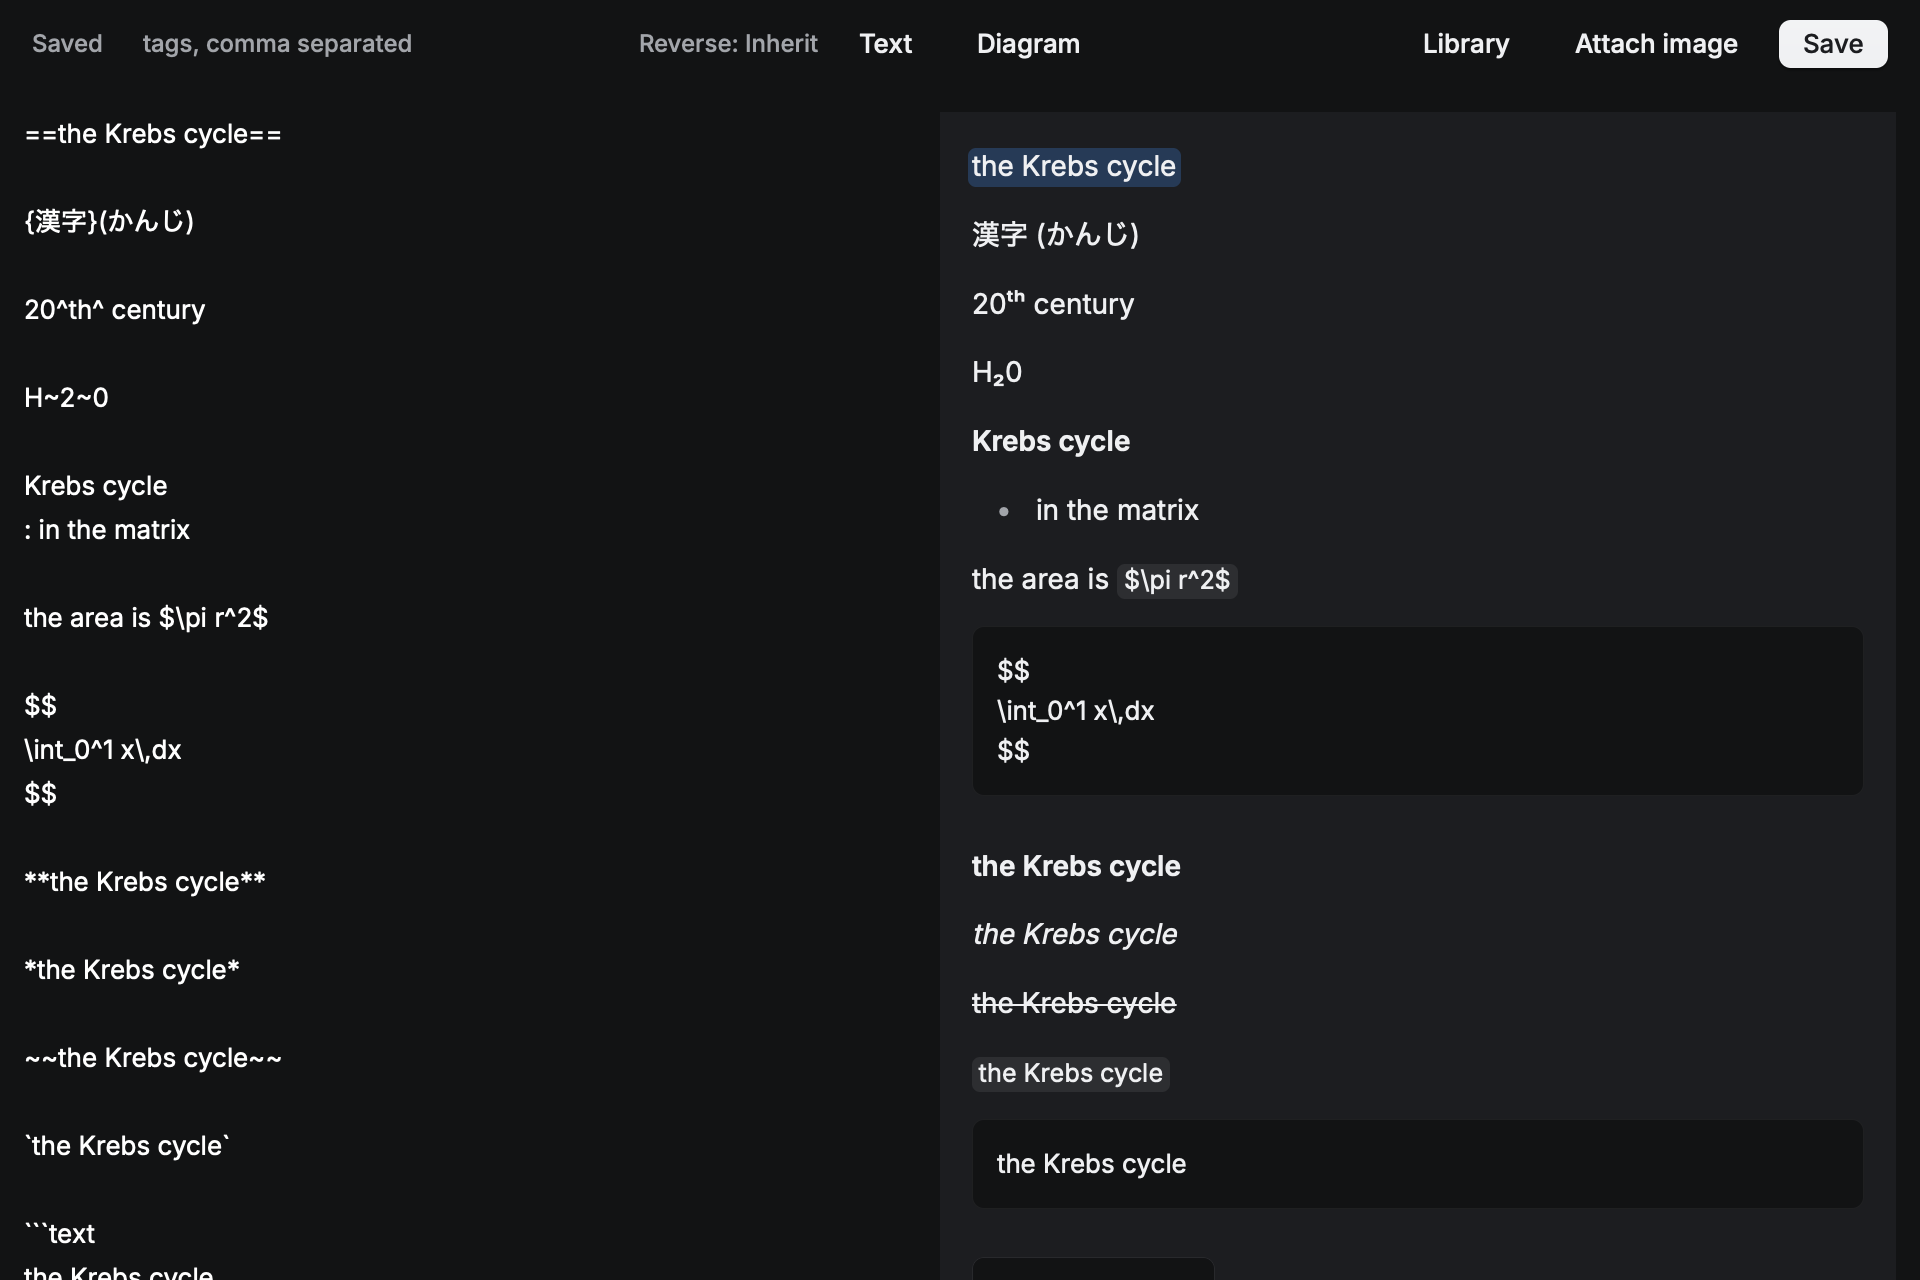 Saved tags, comma separated Reverse: Inherit Text Diagram Library Attach image Save
==the Krebs cycle==
{漢字}(かんじ)
20^th^ century
H~2~0
Krebs cycle
: in the matrix
the area is $\pi r^2$
$$
\int_0^1 x\,dx
$$
**the Krebs cycle**
*the Krebs cycle*
~~the Krebs cycle~~
`the Krebs cycle`
```text
the Krebs cycle
the Krebs cycle
漢字 (かんじ)
20ᵗʰ century
H₂0
Krebs cycle
• in the matrix
the area is $\pi r^2$
$$
\int_0^1 x\,dx
$$
the Krebs cycle
the Krebs cycle
the Krebs cycle
the Krebs cycle
the Krebs cycle